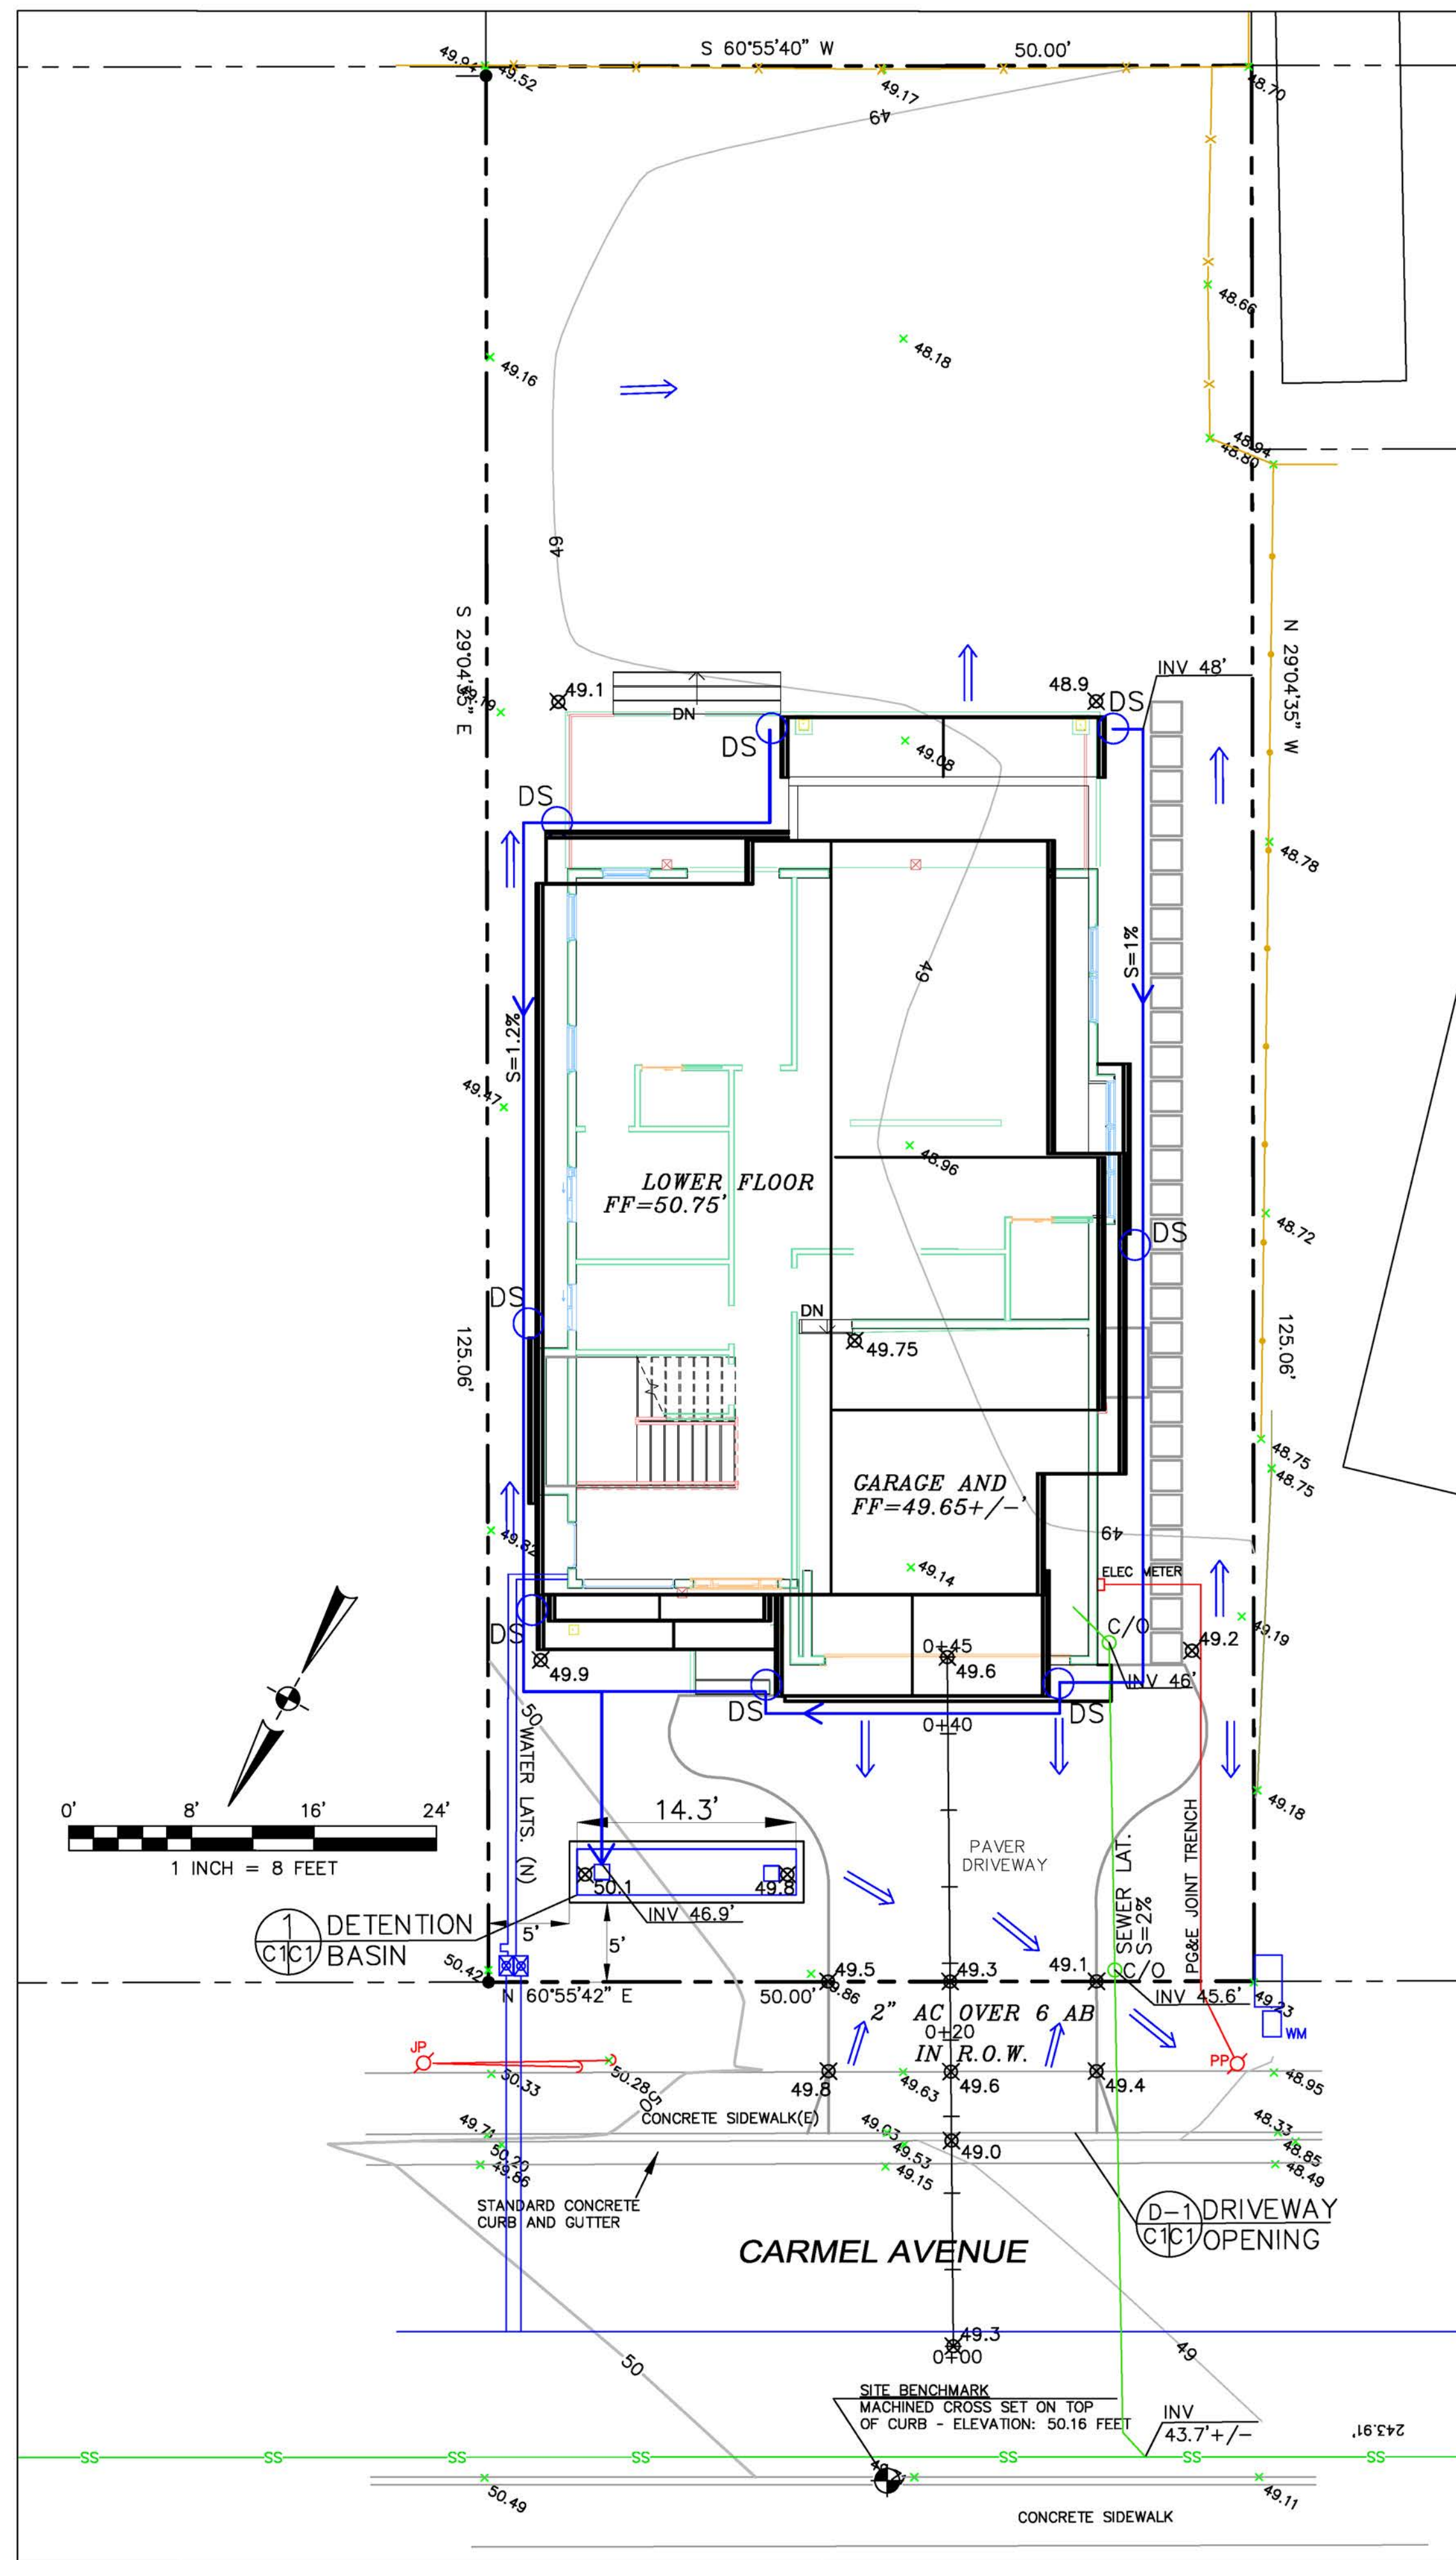 S 60°55'40" W
50.00'
49.94
49.52
49.17
48.70
49
48.66
49.16
48.18
48.94
48.80
49
S 29°04'35" E
N 29°04'35" W
INV 48'
49.19
49.1
48.9
DS
DN
DS
49.08
DS
48.78
49
S=1%
S=1.2%
49.47
48.96
LOWER FLOOR
FF=50.75'
48.72
DS
DS
DN
49.75
125.06'
125.06'
48.75
48.75
GARAGE AND
FF=49.65+/-'
49
49.82
49.14
ELEC METER
C/O
49.19
49.2
DS
0+45
49.6
49.9
INV 46'
50
DS
DS
0+40
WATER LATS. (N)
49.18
0'
8'
16'
24'
1 INCH = 8 FEET
14.3'
PAVER
DRIVEWAY
SEWER LAT.
S=2%
PG&E JOINT TRENCH
50.1
49.8
INV 46.9'
1
C1 C1
DETENTION
BASIN
5'
5'
50.42
49.5
49.86
49.3
49.1
C/O
N 60°55'42" E
50.00'
INV 45.6'
49.23
2" AC OVER 6 AB
0+20
IN R.O.W.
WM
JP
PP
50.33
50.28
50
49.8
49.63
49.6
49.4
48.95
CONCRETE SIDEWALK(E)
49.71
50.20
49.86
49.03
49.53
49.15
49.0
48.33
48.85
48.49
STANDARD CONCRETE
CURB AND GUTTER
D-1
C1 C1
DRIVEWAY
OPENING
CARMEL AVENUE
49.3
0+00
50
49
SITE BENCHMARK
MACHINED CROSS SET ON TOP
OF CURB - ELEVATION: 50.16 FEET
INV
43.7'+/-
243.91'
SS SS SS SS SS SS SS
50.49
49.11
CONCRETE SIDEWALK